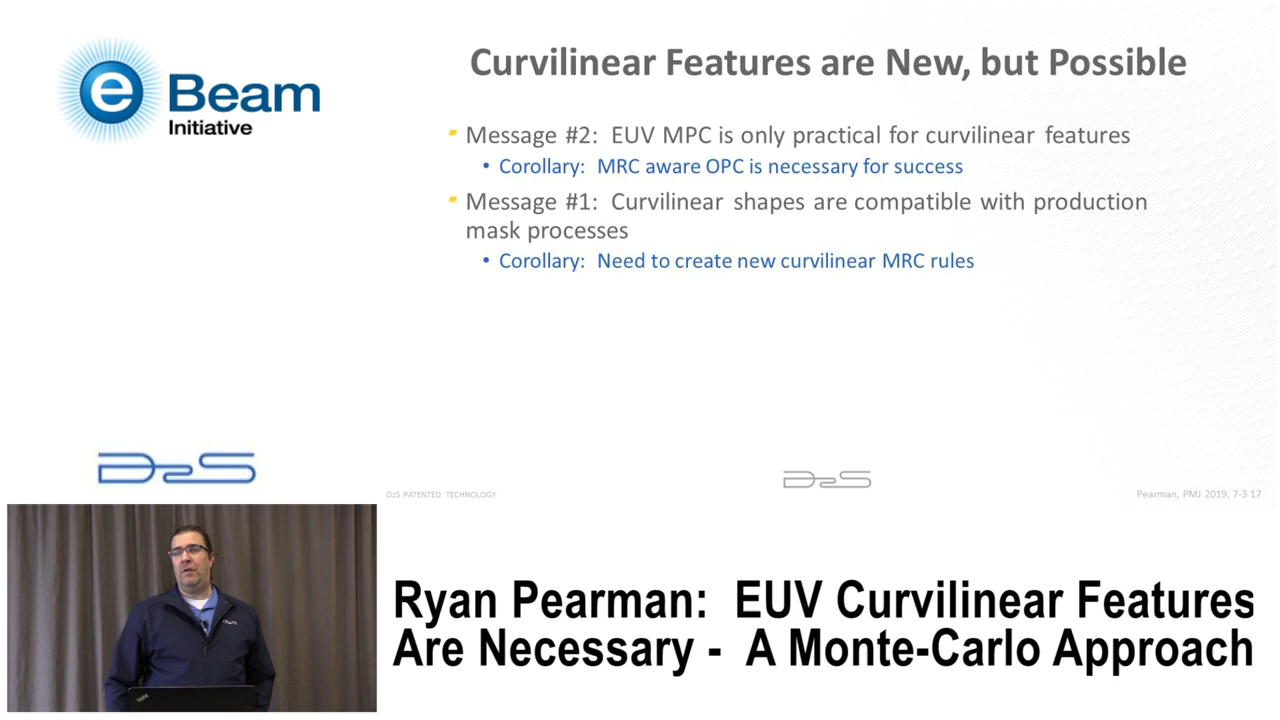 Curvilinear Features are New, but Possible
e Beam
Initiative
Message #2: EUV MPC is only practical for curvilinear features
• Corollary: MRC aware OPC is necessary for success
Message #1: Curvilinear shapes are compatible with production
mask processes
• Corollary: Need to create new curvilinear MRC rules
D2S
D2S
D2S PATENTED TECHNOLOGY
Pearman, PMJ 2019, 7-3 17
Ryan Pearman: EUV Curvilinear Features
Are Necessary - A Monte-Carlo Approach